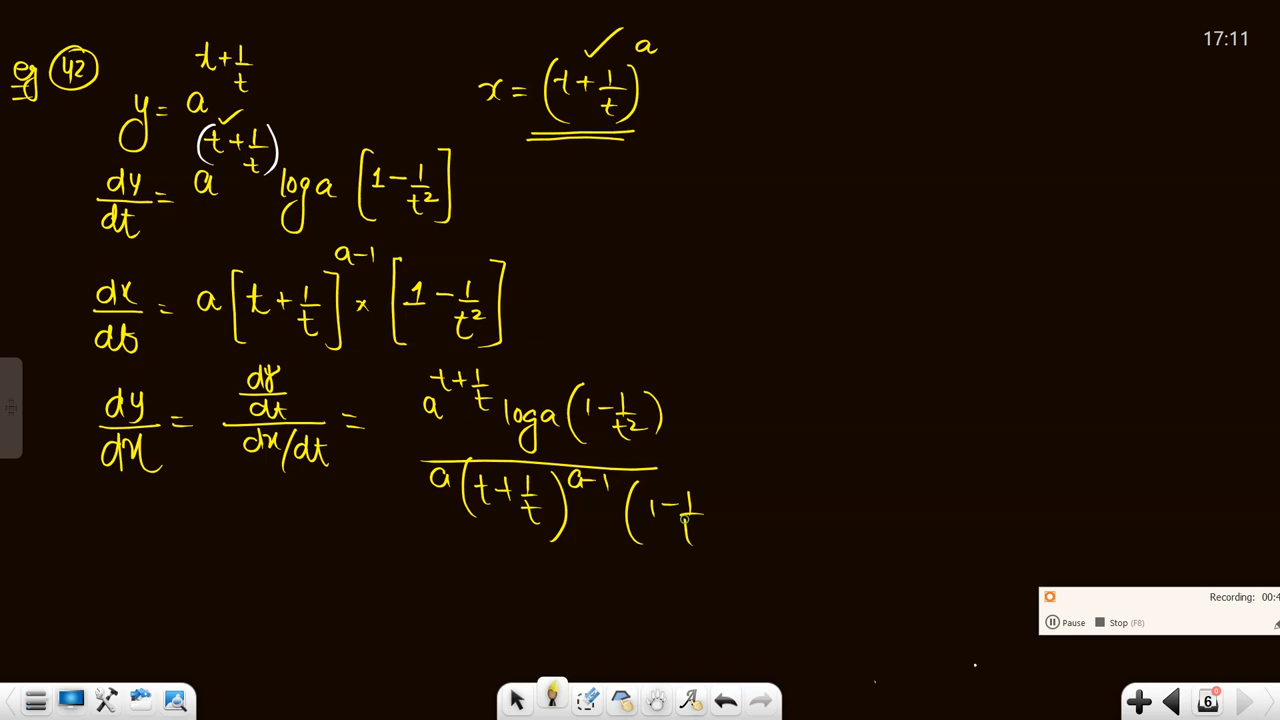 17:11
eg 42
y = a^(t + 1/t)
x = (t + 1/t)^a
dy/dt = a^(t + 1/t) log a [1 - 1/t²]
dx/dt = a [t + 1/t]^(a-1) × [1 - 1/t²]
dy/dx = (dy/dt)/(dx/dt) = a^(t + 1/t) log a (1 - 1/t²)
a (t + 1/t)^(a-1) (1 - 1/t
Recording: 00:4
Pause Stop (F8)
6
0